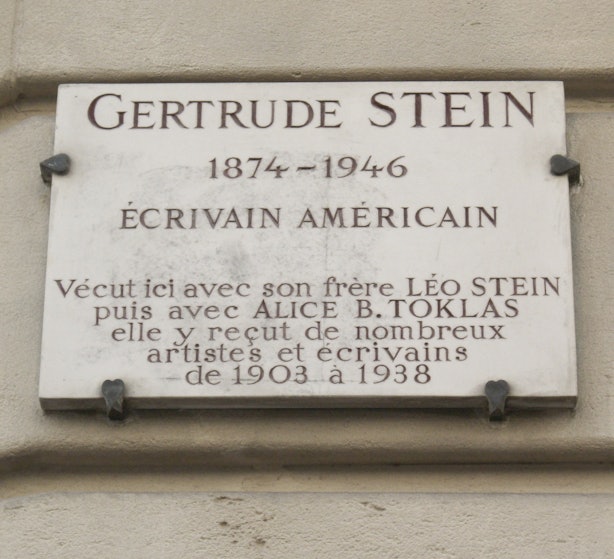 GERTRUDE STEIN
1874-1946
ÉCRIVAIN AMÉRICAIN
Vécut ici avec son frère LÉO STEIN
puis avec ALICE B. TOKLAS
elle y reçut de nombreux
artistes et écrivains
de 1903 à 1938